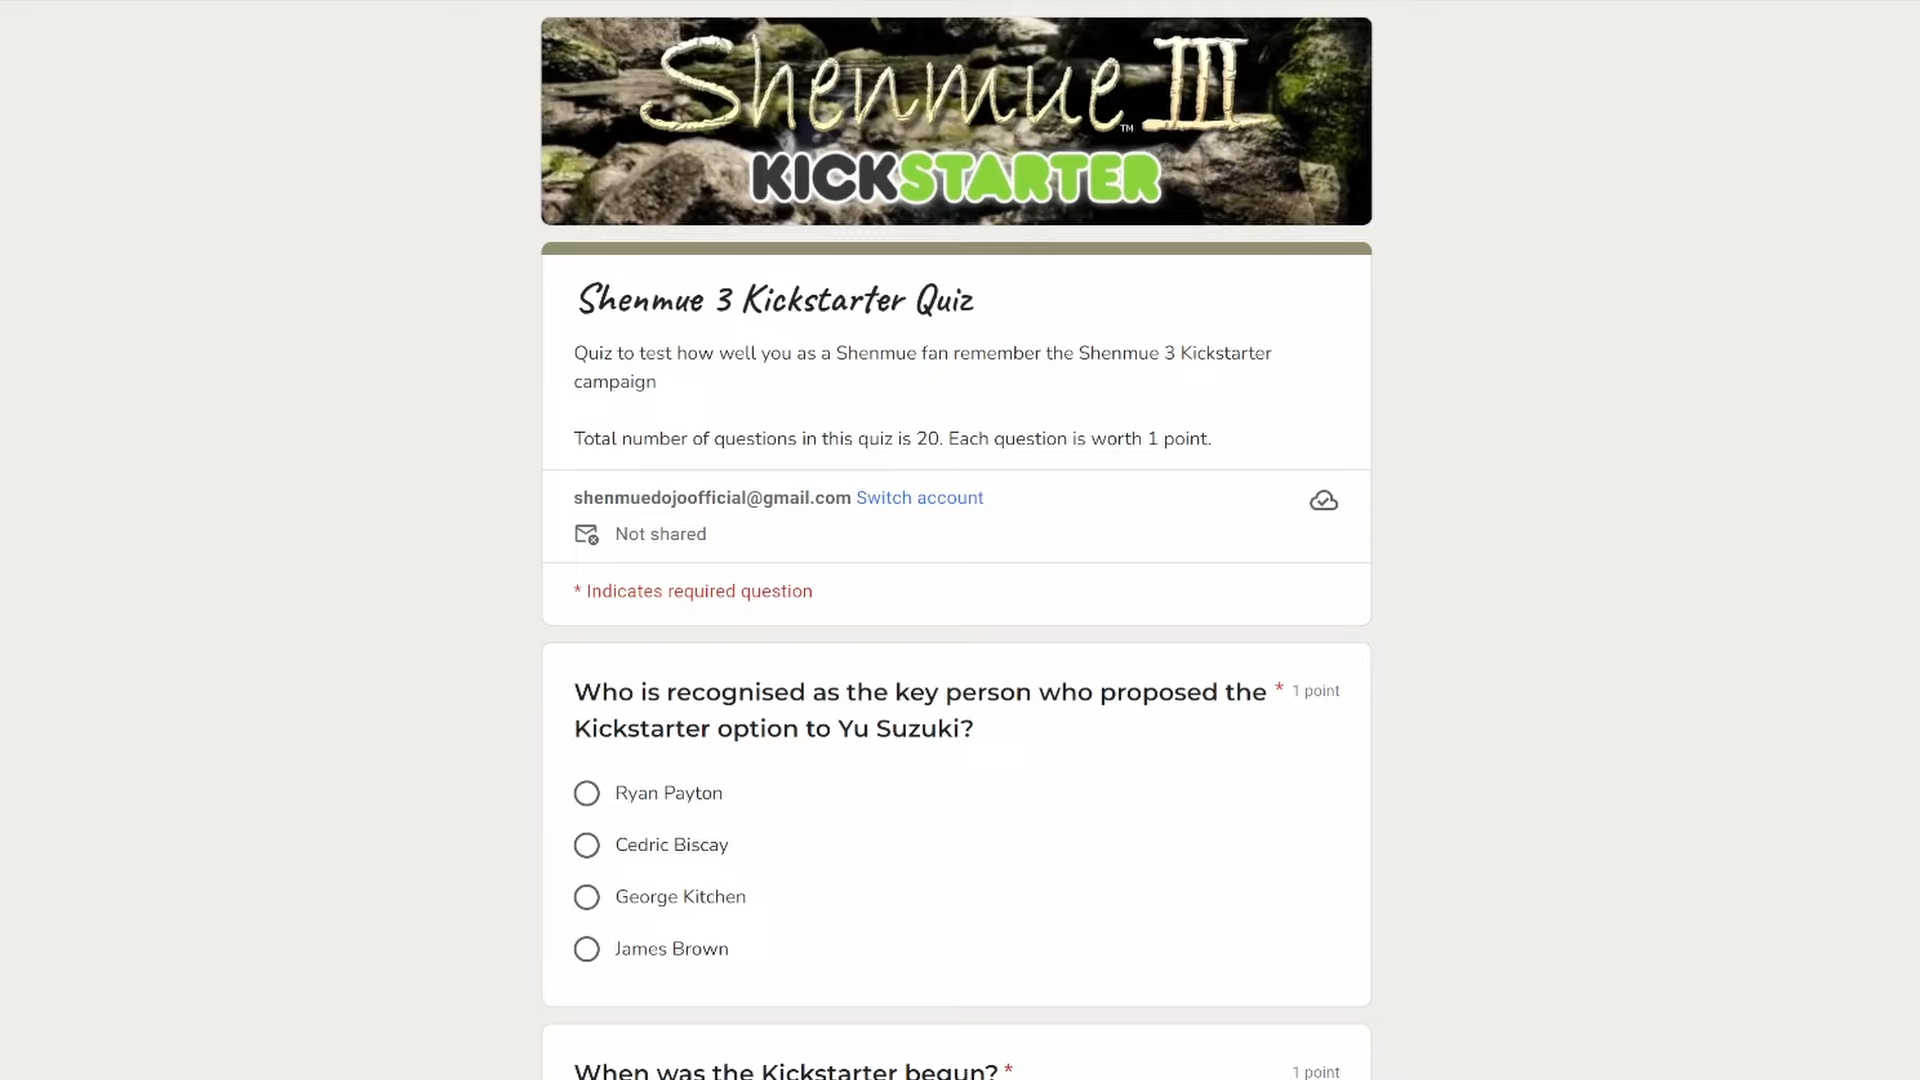 Shenmue III
TM
KICKSTARTER
Shenmue 3 Kickstarter Quiz
Quiz to test how well you as a Shenmue fan remember the Shenmue 3 Kickstarter
campaign
Total number of questions in this quiz is 20. Each question is worth 1 point.
shenmuedojoofficial@gmail.com Switch account
Not shared
* Indicates required question
Who is recognised as the key person who proposed the * 1 point
Kickstarter option to Yu Suzuki?
Ryan Payton
Cedric Biscay
George Kitchen
James Brown
When was the Kickstarter begun? * 1 point